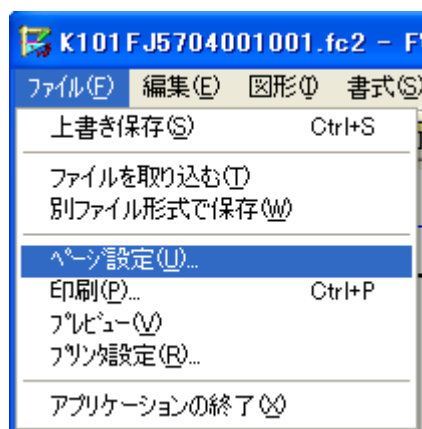 K101FJ5704001001.fc2 - F
ファイル(F) 編集(E) 図形(I) 書式(S)
上書き保存(S) Ctrl+S
ファイルを取り込む(T)
別ファイル形式で保存(W)
ページ設定(U)...
印刷(P)... Ctrl+P
プレビュー(V)
プリンタ設定(R)...
アプリケーションの終了(X)